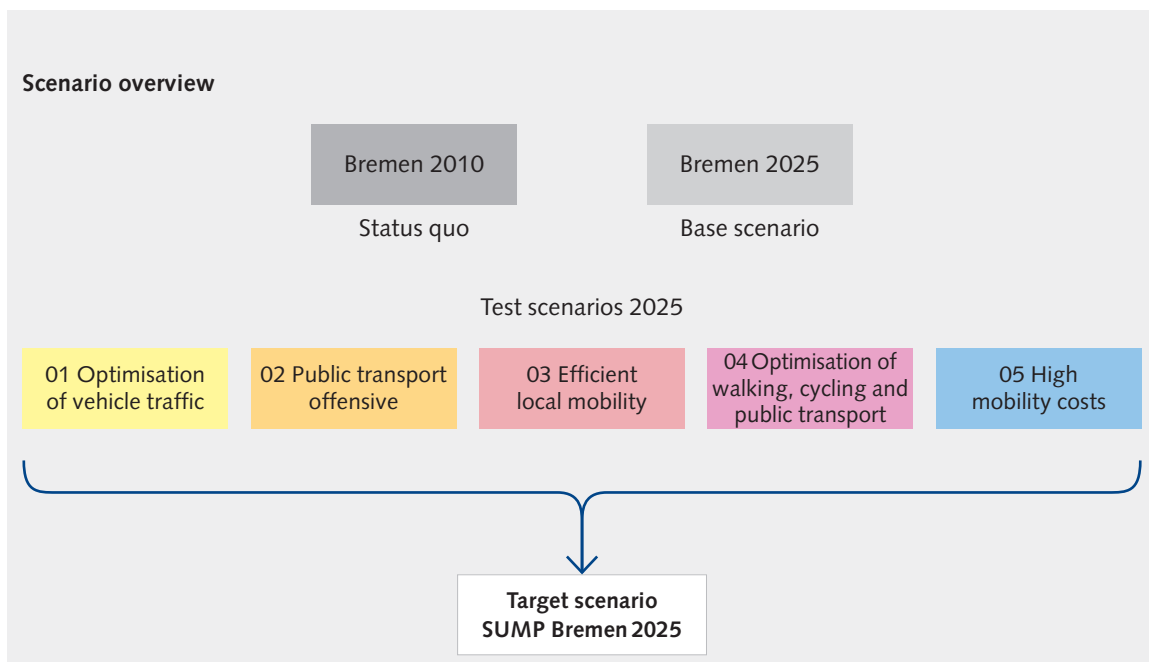 Scenario overview
Bremen 2010
Bremen 2025
Status quo
Base scenario
Test scenarios 2025
01 Optimisation
of vehicle traffic
02 Public transport
offensive
03 Efficient
local mobility
04 Optimisation of
walking, cycling and
public transport
05 High
mobility costs
Target scenario
SUMP Bremen 2025